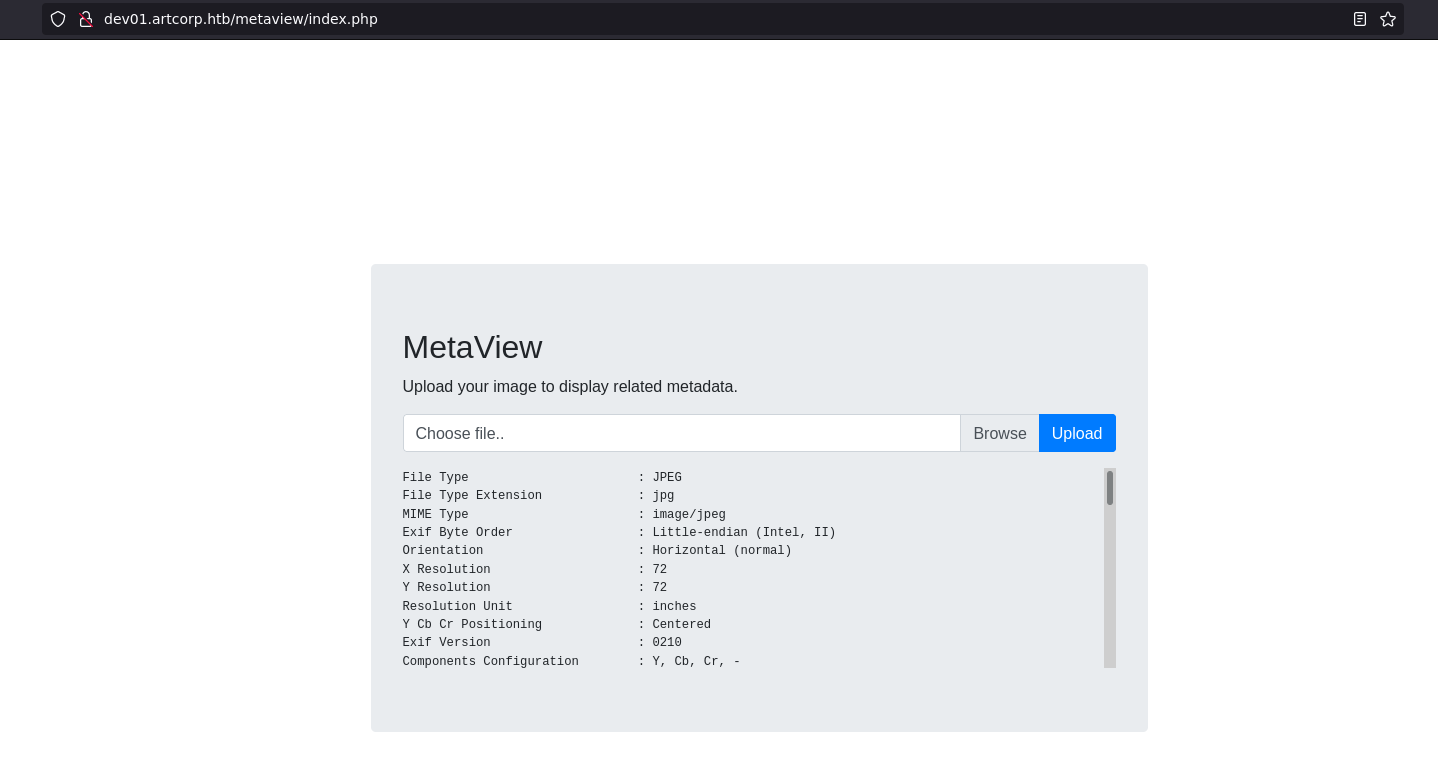 dev01.artcorp.htb/metaview/index.php
MetaView
Upload your image to display related metadata.
Choose file.. Browse Upload
File Type                       : JPEG
File Type Extension             : jpg
MIME Type                       : image/jpeg
Exif Byte Order                 : Little-endian (Intel, II)
Orientation                     : Horizontal (normal)
X Resolution                    : 72
Y Resolution                    : 72
Resolution Unit                 : inches
Y Cb Cr Positioning             : Centered
Exif Version                    : 0210
Components Configuration        : Y, Cb, Cr, -